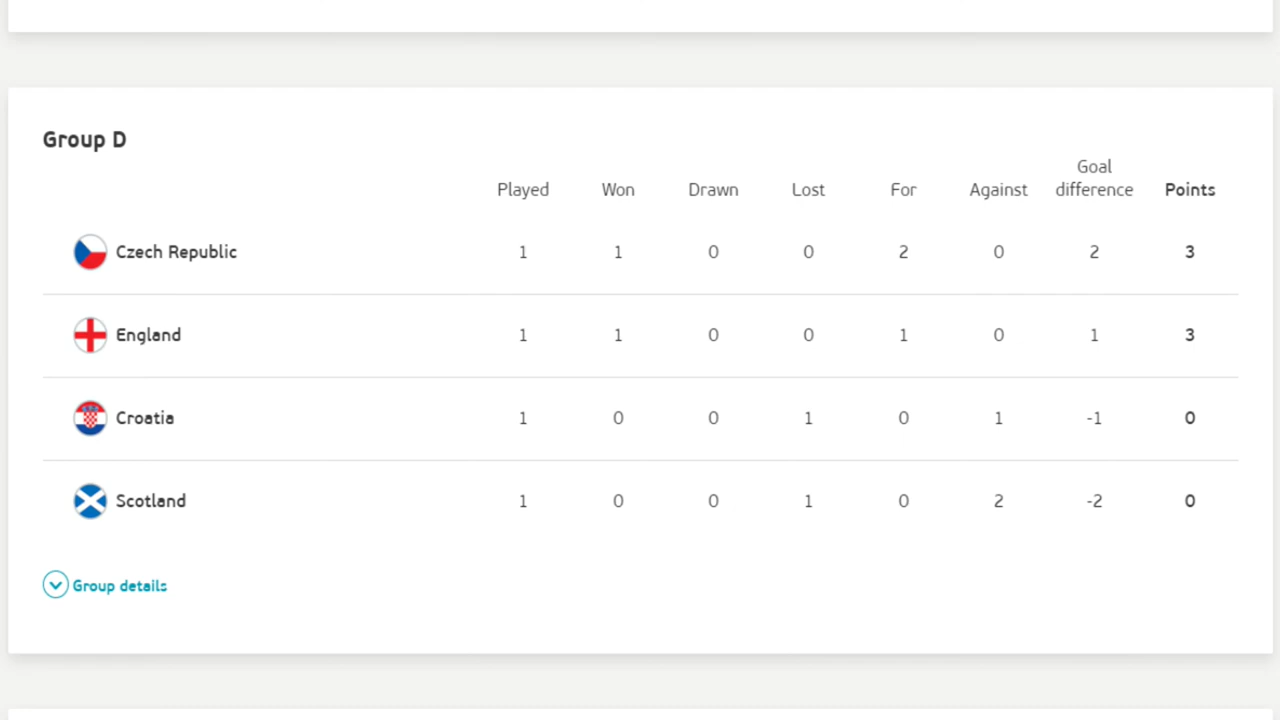 Group D
Played Won Drawn Lost For Against Goal difference Points
Czech Republic 1 1 0 0 2 0 2 3
England 1 1 0 0 1 0 1 3
Croatia 1 0 0 1 0 1 -1 0
Scotland 1 0 0 1 0 2 -2 0
Group details